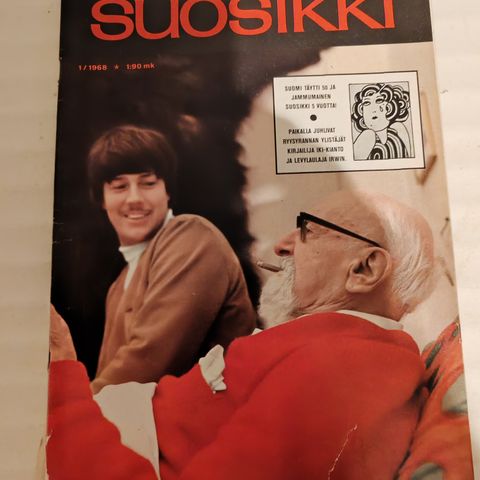 SUOSIKKI
1/1968 ★ 1:90 mk
SUOMI TÄYTTI 50 JA
JAMMUMAINEN
SUOSIKKI 5 VUOTTA!
PAIKALLA JUHLIVAT
RYYSYRANNAN YLISTÄJÄT
KIRJAILIJA IKI-KIANTO
JA LEVYLAULAJA IRWIN.